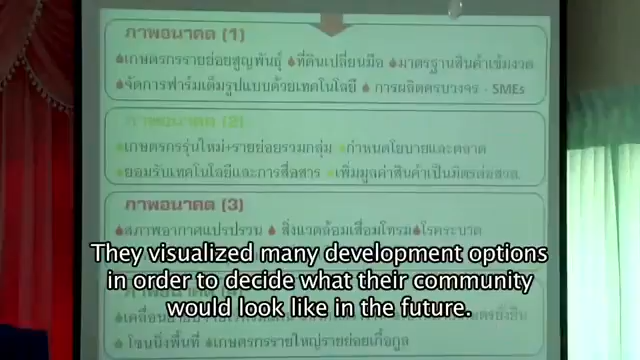 ภาพอนาคต (1)
เกษตรกรรายย่อยสูญพันธุ์ ที่ดินเปลี่ยนมือ มาตรฐานสินค้าเข้มงวด
จัดการฟาร์มเต็มรูปแบบด้วยเทคโนโลยี การผลิตครบวงจร - SMEs
ภาพอนาคต (2)
เกษตรกรรุ่นใหม่+รายย่อยรวมกลุ่ม กำหนดนโยบายและตลาด
ยอมรับเทคโนโลยีและการสื่อสาร เพิ่มมูลค่าสินค้าเป็นมิตรต่อสวล.
ภาพอนาคต (3)
สภาพอากาศแปรปรวน สิ่งแวดล้อมเสื่อมโทรม โรคระบาด
They visualized many development options
in order to decide what their community
would look like in the future.
โซนนิ่งพื้นที่ เกษตรกรรายใหญ่รายย่อยเกื้อกูล